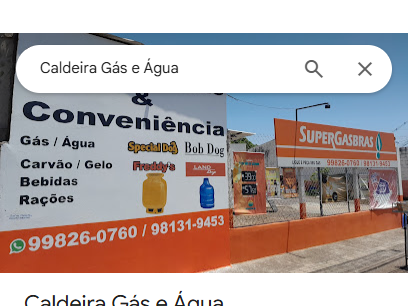 Caldeira Gás e Água
&
Conveniência
Gás / Água
Carvão / Gelo
Bebidas
Rações
Special Dog
Bob Dog
Freddy's
99826-0760 / 98131-9453
SUPERGASBRAS
99826-0760 / 98131-9453
Caldeira Gás e Água